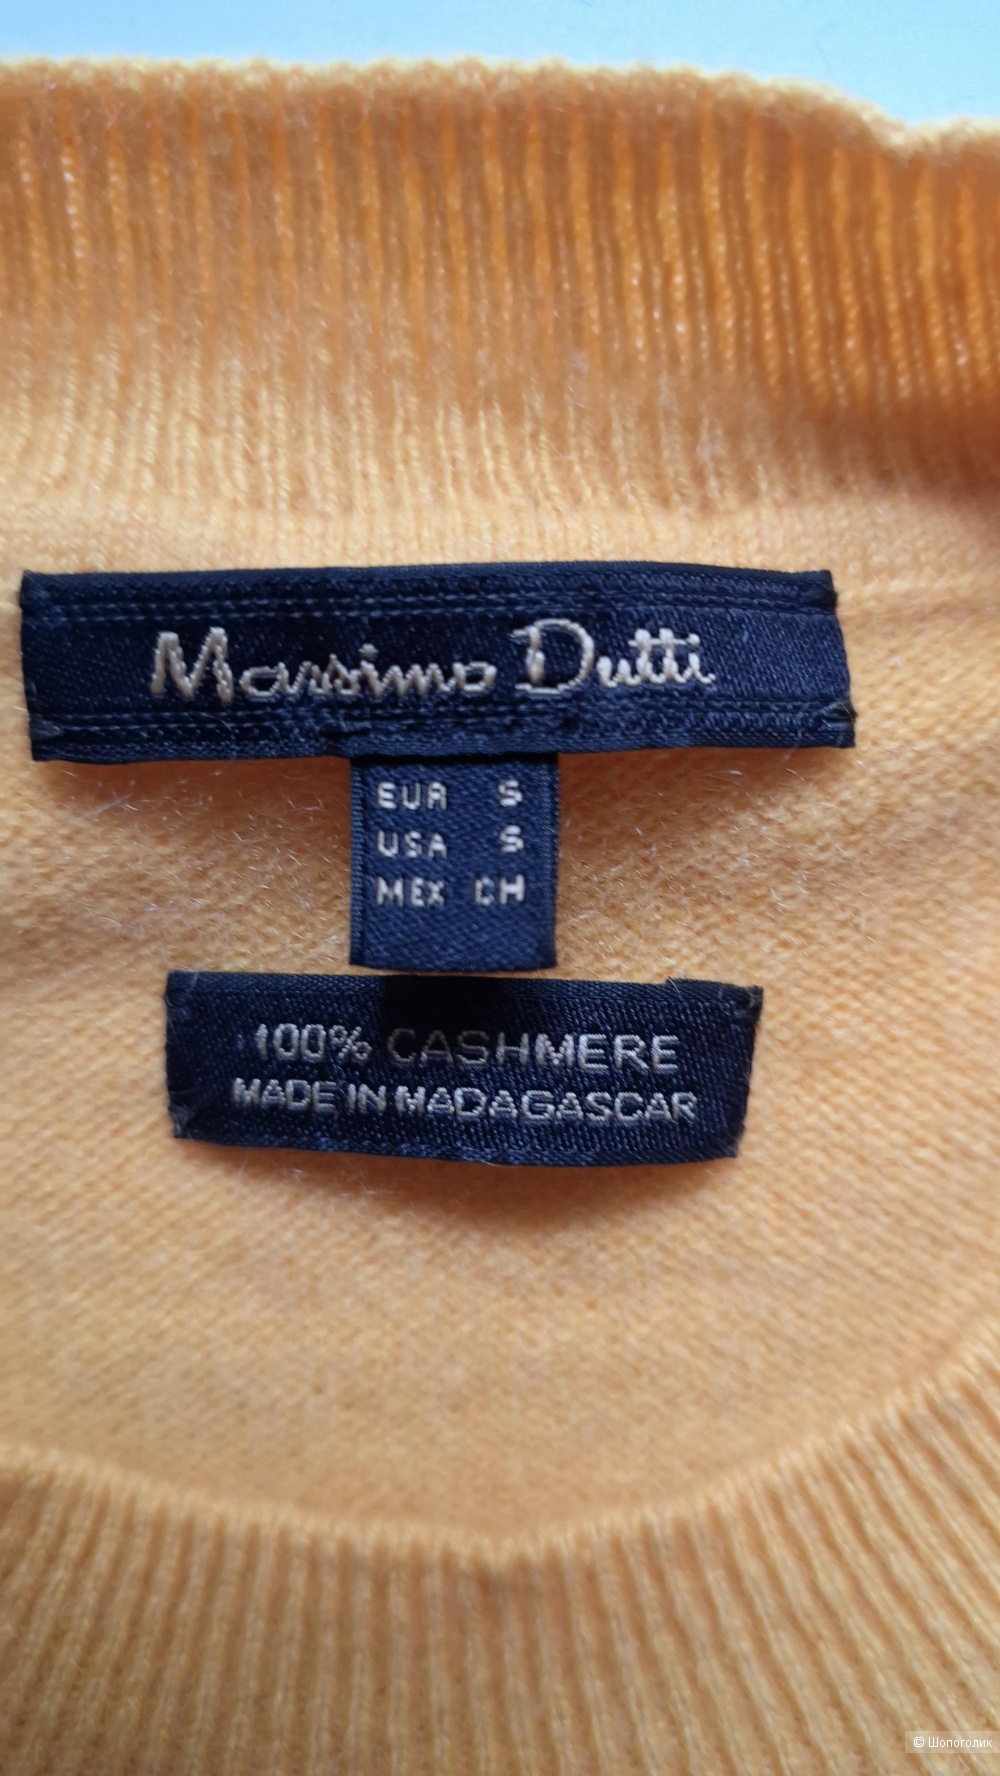 Massimo Dutti
EUR S
USA S
MEX CH
100% CASHMERE
MADE IN MADAGASCAR
© Шопоголик